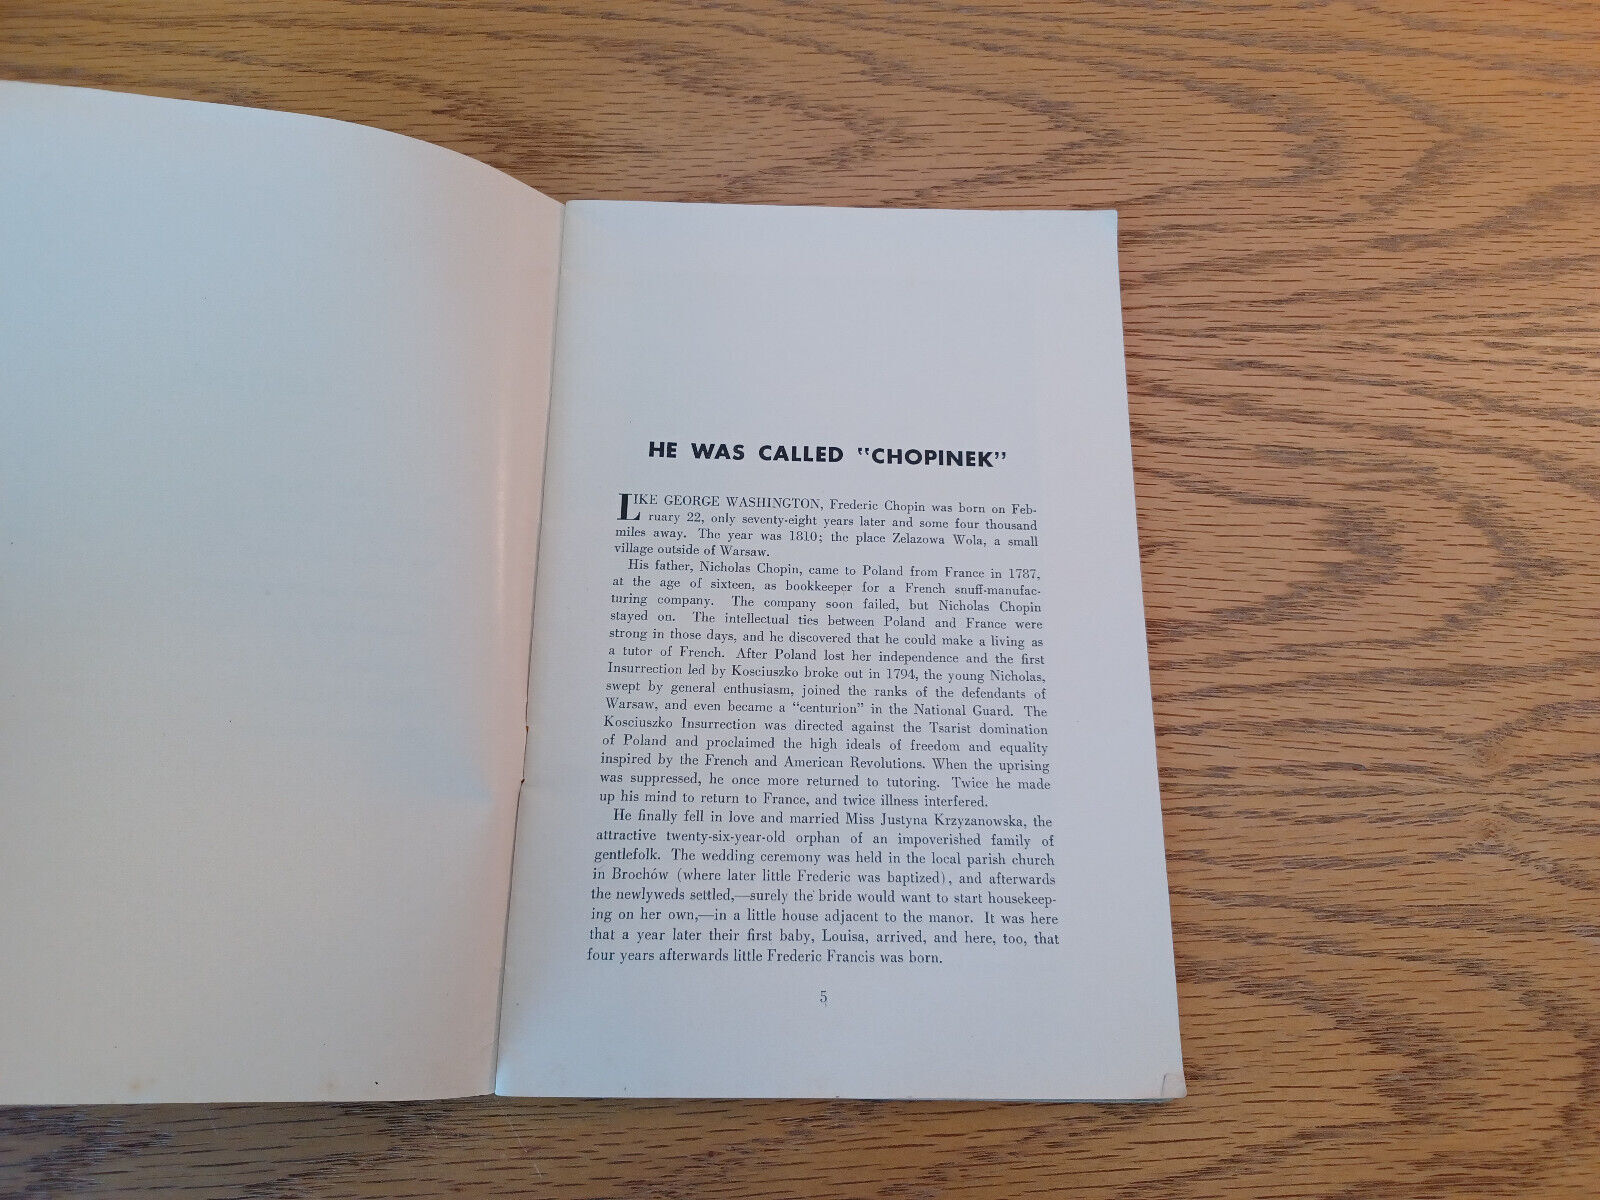 HE WAS CALLED "CHOPINEK"
LIKE GEORGE WASHINGTON, Frederic Chopin was born on Feb-
ruary 22, only seventy-eight years later and some four thousand
miles away. The year was 1810; the place Zelazowa Wola, a small
village outside of Warsaw.
His father, Nicholas Chopin, came to Poland from France in 1787,
at the age of sixteen, as bookkeeper for a French snuff-manufac-
turing company. The company soon failed, but Nicholas Chopin
stayed on. The intellectual ties between Poland and France were
strong in those days, and he discovered that he could make a living as
a tutor of French. After Poland lost her independence and the first
Insurrection led by Kosciuszko broke out in 1794, the young Nicholas,
swept by general enthusiasm, joined the ranks of the defendants of
Warsaw, and even became a "centurion" in the National Guard. The
Kosciuszko Insurrection was directed against the Tsarist domination
of Poland and proclaimed the high ideals of freedom and equality
inspired by the French and American Revolutions. When the uprising
was suppressed, he once more returned to tutoring. Twice he made
up his mind to return to France, and twice illness interfered.
He finally fell in love and married Miss Justyna Krzyzanowska, the
attractive twenty-six-year-old orphan of an impoverished family of
gentlefolk. The wedding ceremony was held in the local parish church
in Brochów (where later little Frederic was baptized), and afterwards
the newlyweds settled,—surely the bride would want to start housekeep-
ing on her own,—in a little house adjacent to the manor. It was here
that a year later their first baby, Louisa, arrived, and here, too, that
four years afterwards little Frederic Francis was born.
5